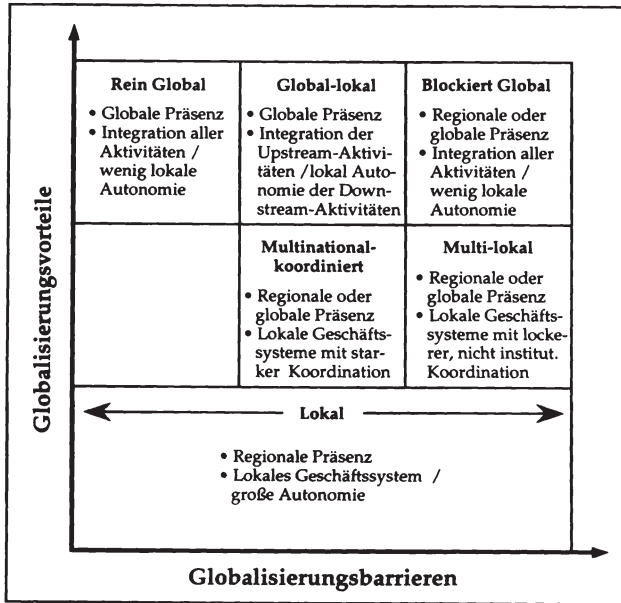 Globalisierungsvorteile
Rein Global
• Globale Präsenz
• Integration aller
Aktivitäten /
wenig lokale
Autonomie
Global-lokal
• Globale Präsenz
• Integration der
Upstream-Aktivi-
täten / lokal Auto-
nomie der Down-
stream-Aktivitäten
Blockiert Global
• Regionale oder
globale Präsenz
• Integration aller
Aktivitäten /
wenig lokale
Autonomie
Multinational-
koordiniert
• Regionale oder
globale Präsenz
• Lokale Geschäfts-
systeme mit star-
ker Koordination
Multi-lokal
• Regionale oder
globale Präsenz
• Lokale Geschäfts-
systeme mit locke-
rer, nicht institut.
Koordination
Lokal
• Regionale Präsenz
• Lokales Geschäftssystem /
große Autonomie
Globalisierungsbarrieren